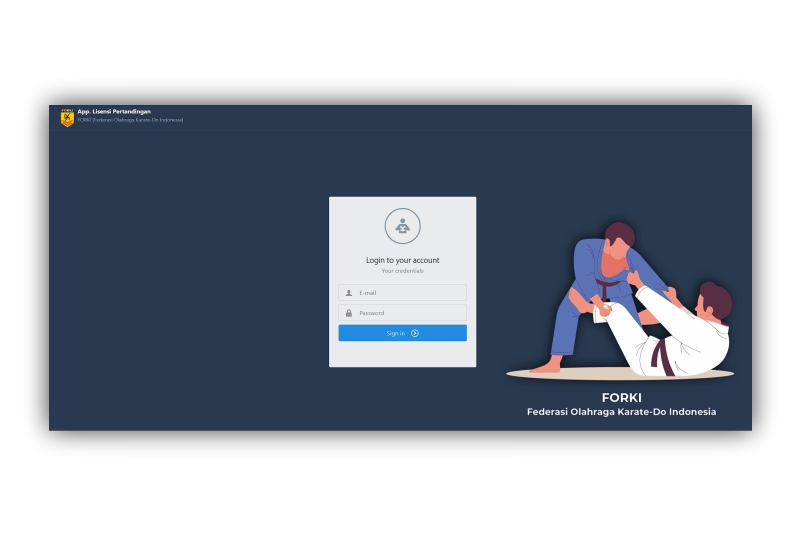 FORKI
App. Lisensi Pertandingan
FORKI (Federasi Olahraga Karate-Do Indonesia)
Login to your account
Your credentials
E-mail
Password
Sign in
FORKI
Federasi Olahraga Karate-Do Indonesia